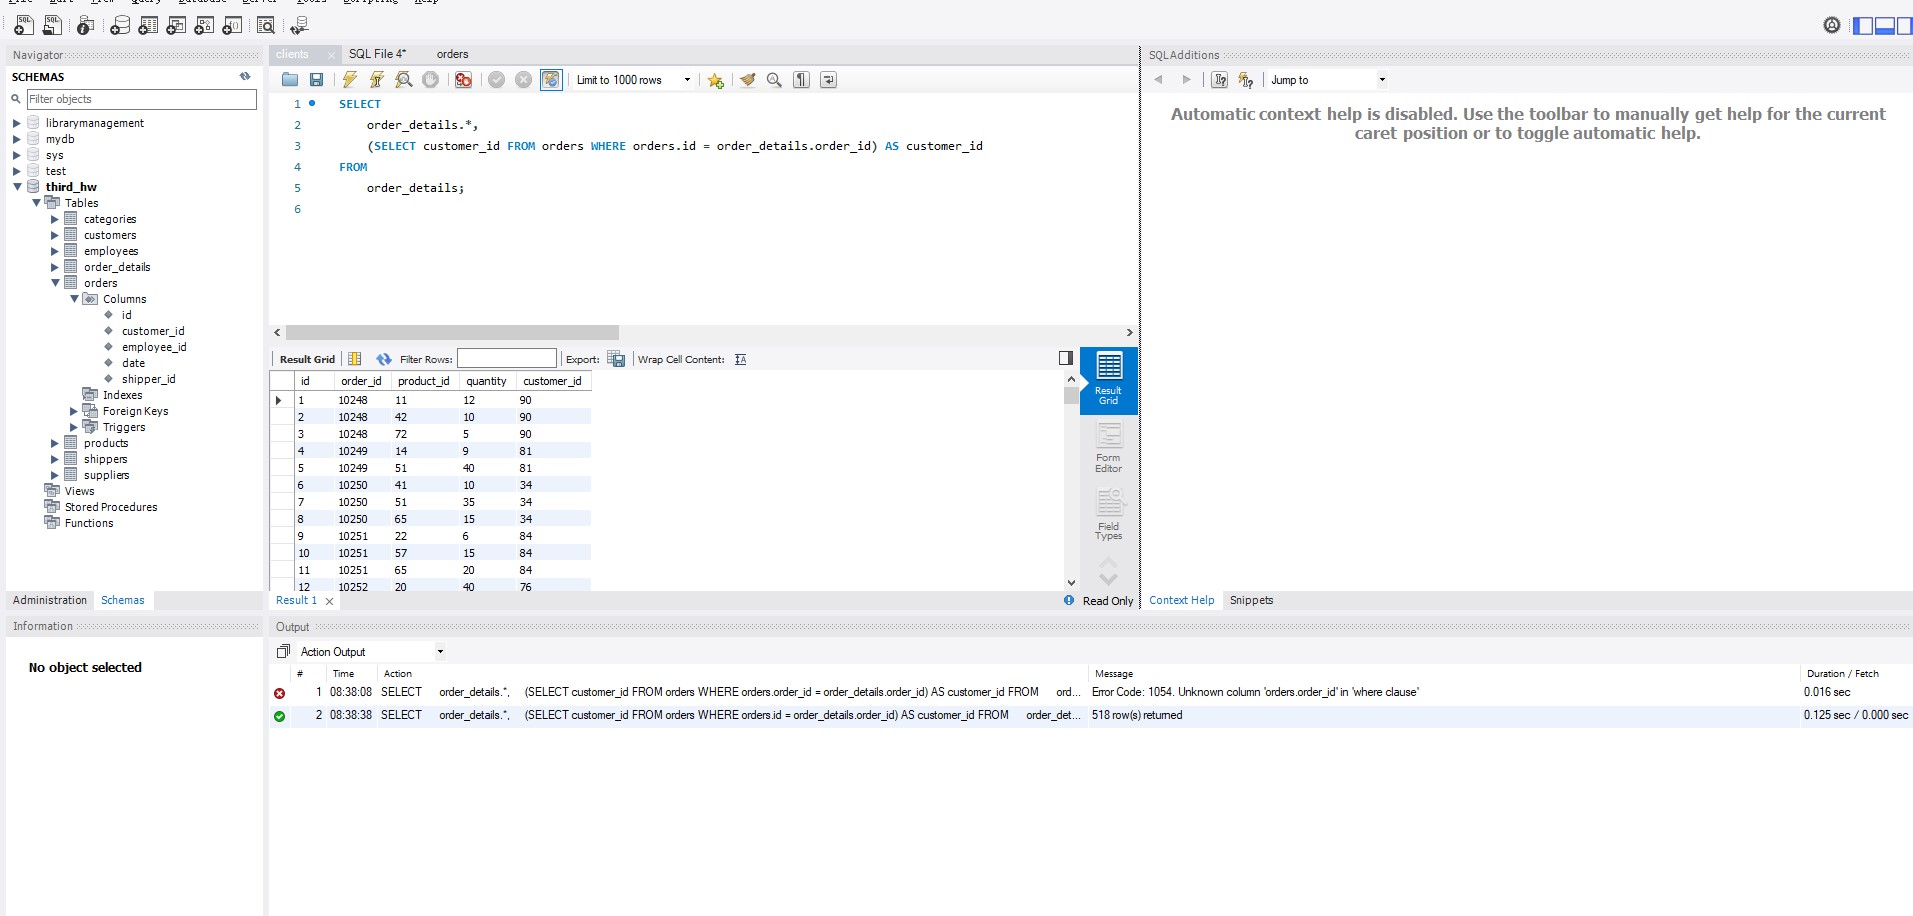 File Edit View Query Database Server Tools Scripting Help
Navigator
SCHEMAS
Filter objects
librarymanagement
mydb
sys
test
third_hw
Tables
categories
customers
employees
order_details
orders
Columns
id
customer_id
employee_id
date
shipper_id
Indexes
Foreign Keys
Triggers
products
shippers
suppliers
Views
Stored Procedures
Functions
Administration Schemas
Information
No object selected
clients SQL File 4* orders
Limit to 1000 rows
1 SELECT
2 order_details.*,
3 (SELECT customer_id FROM orders WHERE orders.id = order_details.order_id) AS customer_id
4 FROM
5 order_details;
6
Result Grid Filter Rows: Export: Wrap Cell Content:
id order_id product_id quantity customer_id
1 10248 11 12 90
2 10248 42 10 90
3 10248 72 5 90
4 10249 14 9 81
5 10249 51 40 81
6 10250 41 10 34
7 10250 51 35 34
8 10250 65 15 34
9 10251 22 6 84
10 10251 57 15 84
11 10251 65 20 84
12 10252 20 40 76
Result
Grid
Form
Editor
Field
Types
Result 1 Read Only
SQLAdditions
Jump to
Automatic context help is disabled. Use the toolbar to manually get help for the current
caret position or to toggle automatic help.
Context Help Snippets
Output
Action Output
# Time Action Message Duration / Fetch
1 08:38:08 SELECT order_details.*, (SELECT customer_id FROM orders WHERE orders.order_id = order_details.order_id) AS customer_id FROM ord... Error Code: 1054. Unknown column 'orders.order_id' in 'where clause' 0.016 sec
2 08:38:38 SELECT order_details.*, (SELECT customer_id FROM orders WHERE orders.id = order_details.order_id) AS customer_id FROM order_det... 518 row(s) returned 0.125 sec / 0.000 sec